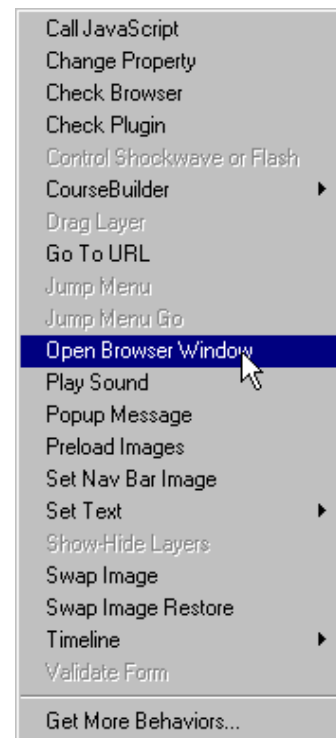 Call JavaScript
Change Property
Check Browser
Check Plugin
Control Shockwave or Flash
CourseBuilder
Drag Layer
Go To URL
Jump Menu
Jump Menu Go
Open Browser Window
Play Sound
Popup Message
Preload Images
Set Nav Bar Image
Set Text
Show-Hide Layers
Swap Image
Swap Image Restore
Timeline
Validate Form
Get More Behaviors...